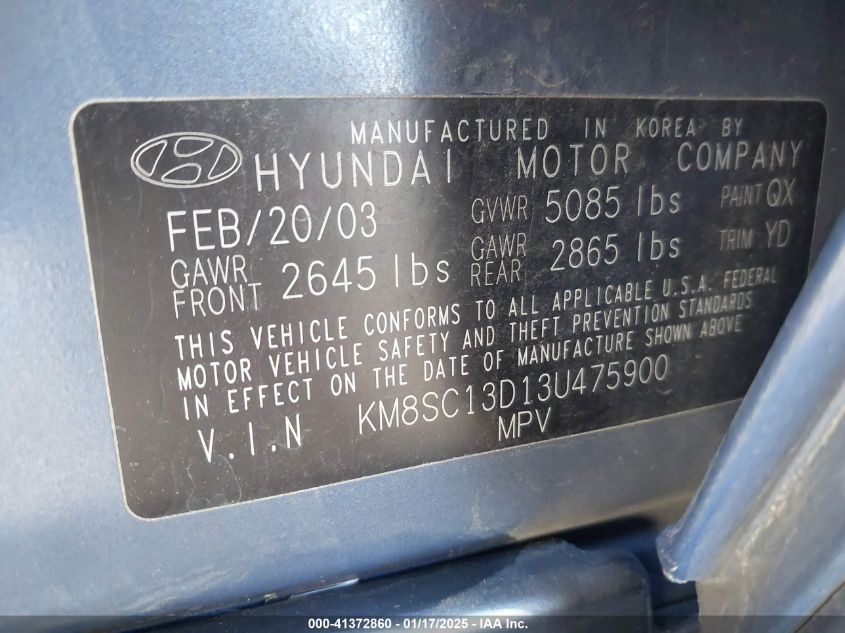 MANUFACTURED IN KOREA BY
HYUNDAI MOTOR COMPANY
FEB/20/03 GVWR 5085 lbs PAINT QX
GAWR FRONT 2645 lbs GAWR REAR 2865 lbs TRIM YD
THIS VEHICLE CONFORMS TO ALL APPLICABLE U.S.A. FEDERAL
MOTOR VEHICLE SAFETY AND THEFT PREVENTION STANDARDS
IN EFFECT ON THE DATE OF MANUFACTURE SHOWN ABOVE
V.I.N KM8SC13D13U475900
MPV
000-41372860 - 01/17/2025 - IAA Inc.